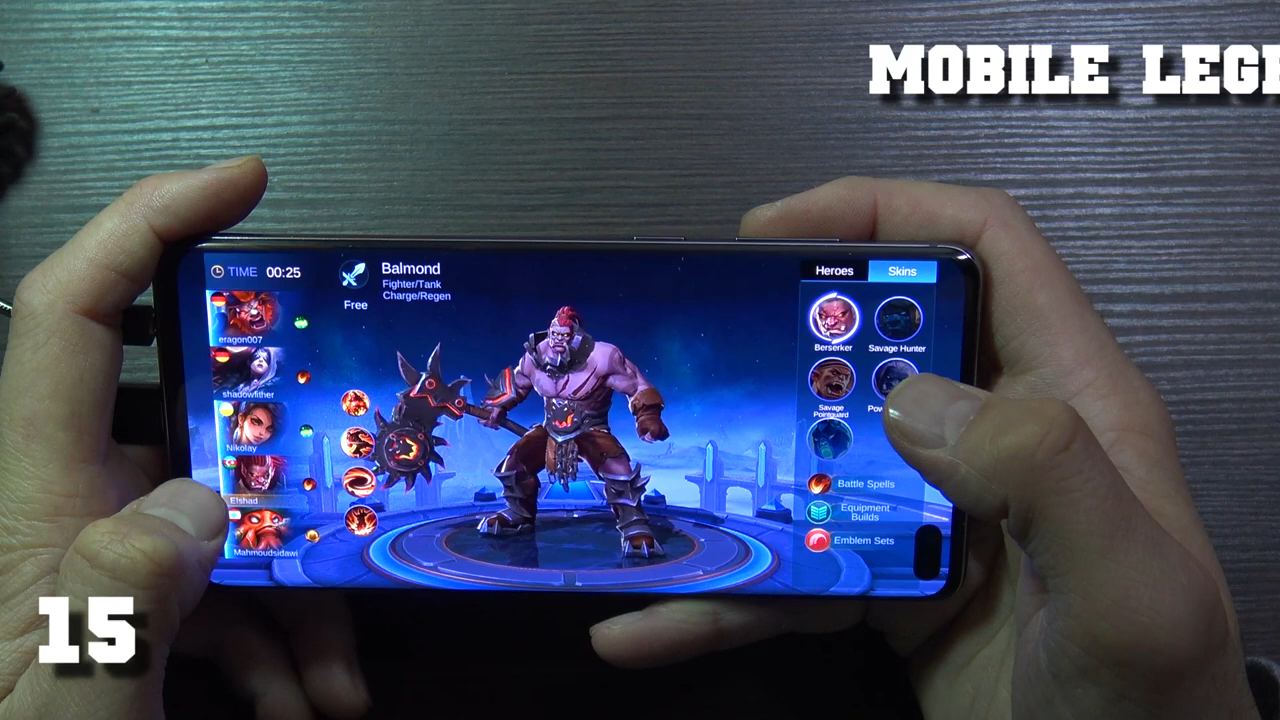 MOBILE LEGE
TIME 00:25
Balmond
Fighter/Tank
Charge/Regen
Free
eragon007
shadowfither
Nikolay
Elshad
Mahmoudsidawi
Heroes
Skins
Berserker
Savage Hunter
Savage
Pointguard
Battle Spells
Equipment
Builds
Emblem Sets
15